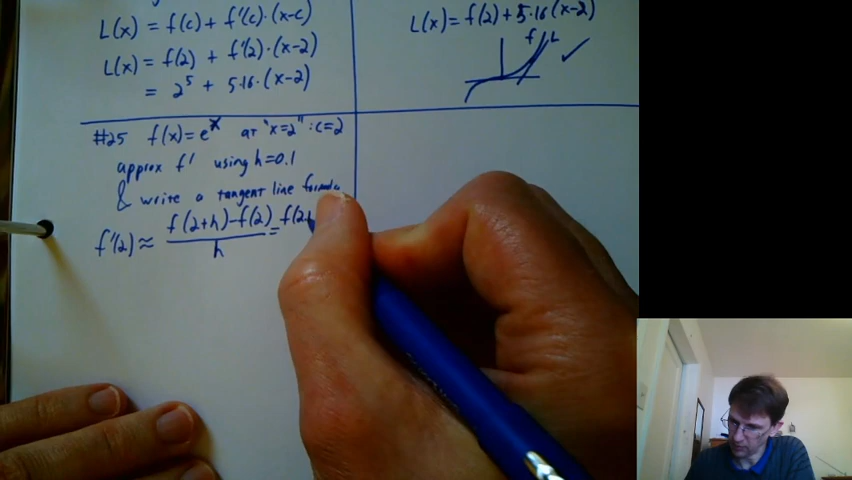 L(x) = f(c) + f'(c)·(x-c)
L(x) = f(2) + f'(2)·(x-2)
= 2⁵ + 5·16·(x-2)
L(x) = f(2) + 5·16(x-2)
f L
#25 f(x) = eˣ at "x=2" : c=2
approx f' using h=0.1
& write a tangent line formula
f'(2) ≈ f(2+h)-f(2) / h = f(2+